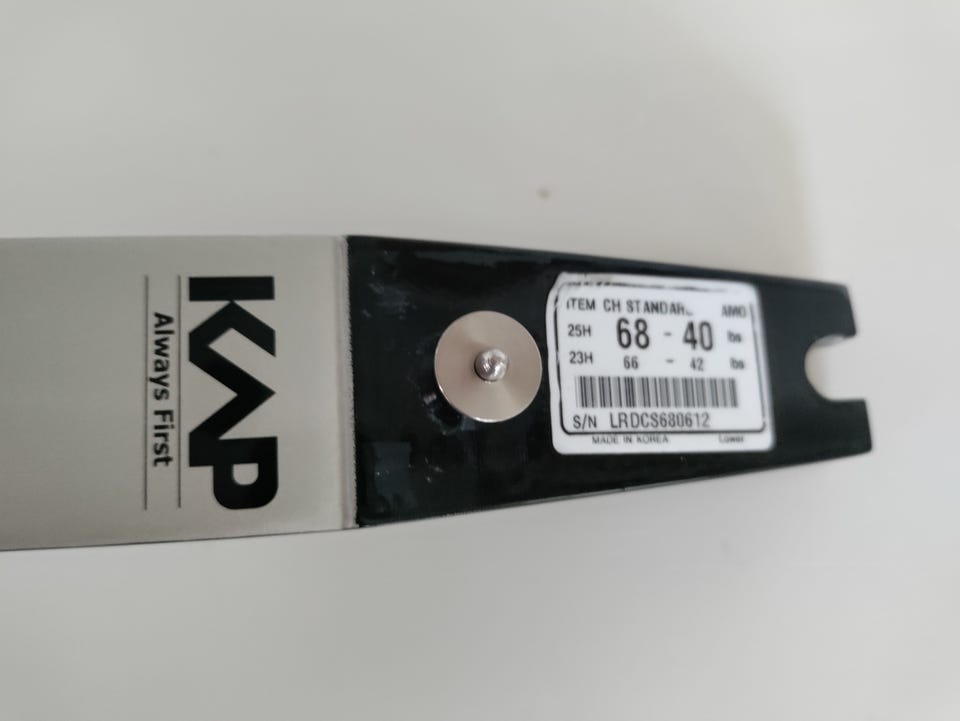 KAP
Always First
ITEM CH STANDARD AMO
25H 68 - 40 lbs
23H 66 - 42 lbs
S/N LRDCS680612
MADE IN KOREA Lower